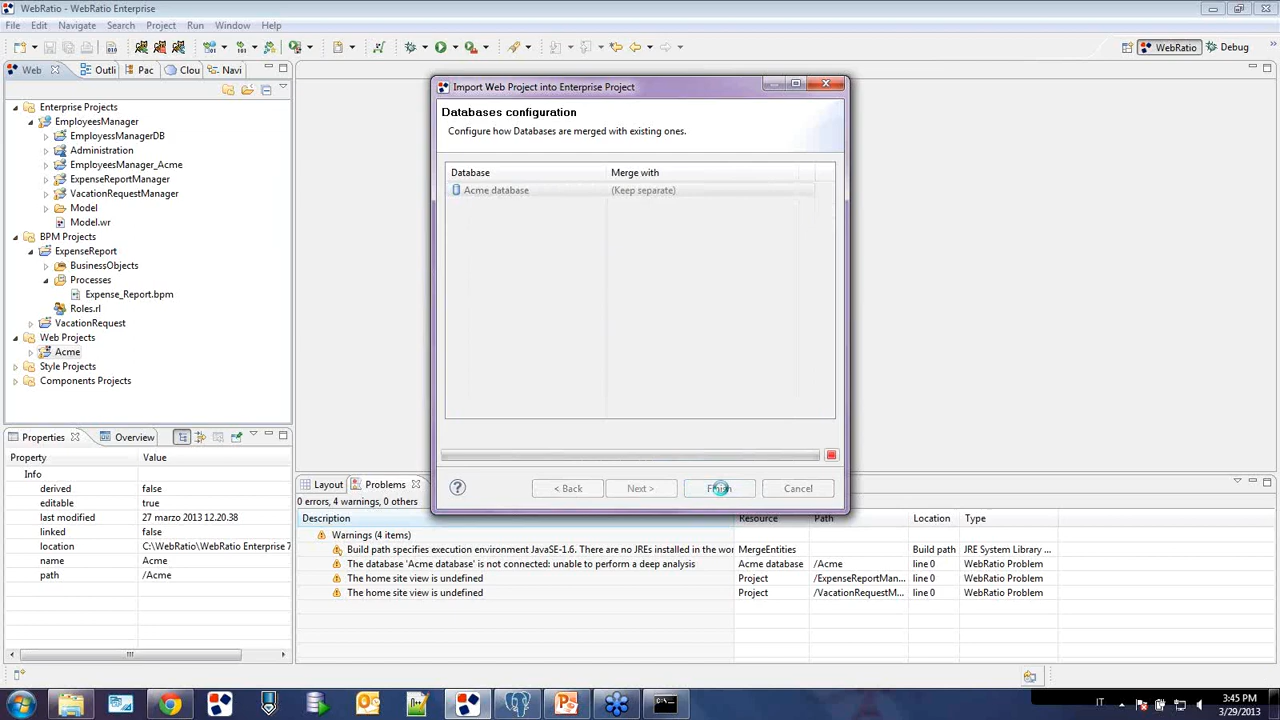 WebRatio - WebRatio Enterprise
File Edit Navigate Search Project Run Window Help
WebRatio Debug
Web Outli Pac Clou Navi
Enterprise Projects
EmployeesManager
EmployessManagerDB
Administration
EmployeesManager_Acme
ExpenseReportManager
VacationRequestManager
Model
Model.wr
BPM Projects
ExpenseReport
BusinessObjects
Processes
Expense_Report.bpm
Roles.rl
VacationRequest
Web Projects
Acme
Style Projects
Components Projects
Import Web Project into Enterprise Project
Databases configuration
Configure how Databases are merged with existing ones.
Database Merge with
Acme database (Keep separate)
< Back Next > Finish Cancel
Properties Overview
Property Value
Info
derived false
editable true
last modified 27 marzo 2013 12.20.38
linked false
location C:\WebRatio\WebRatio Enterprise 7
name Acme
path /Acme
Layout Problems
0 errors, 4 warnings, 0 others
Description Resource Path Location Type
Warnings (4 items)
Build path specifies execution environment JavaSE-1.6. There are no JREs installed in the wor MergeEntities Build path JRE System Library ...
The database 'Acme database' is not connected: unable to perform a deep analysis Acme database /Acme line 0 WebRatio Problem
The home site view is undefined Project /ExpenseReportMan... line 0 WebRatio Problem
The home site view is undefined Project /VacationRequestM... line 0 WebRatio Problem
IT
3:45 PM
3/29/2013